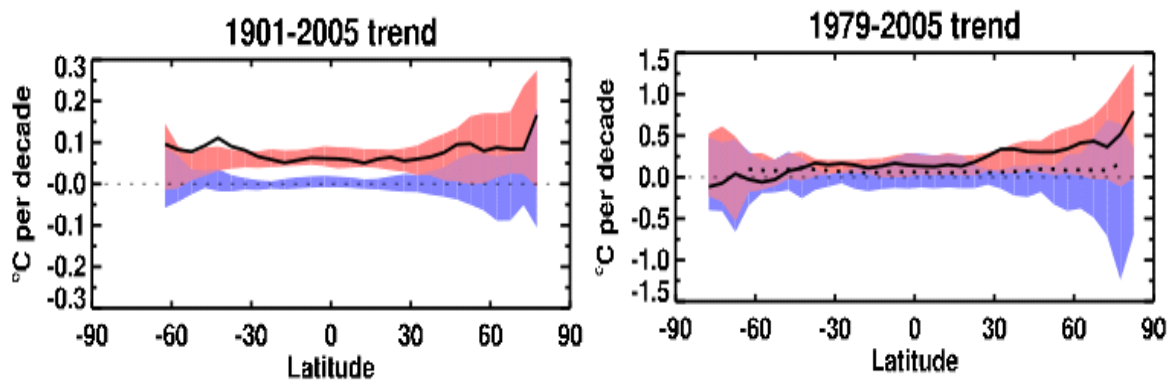 1901-2005 trend
°C per decade
0.3
0.2
0.1
-0.0
-0.1
-0.2
-0.3
-90 -60 -30 0 30 60 90
Latitude
1979-2005 trend
°C per decade
1.5
1.0
0.5
0.0
-0.5
-1.0
-1.5
-90 -60 -30 0 30 60 90
Latitude